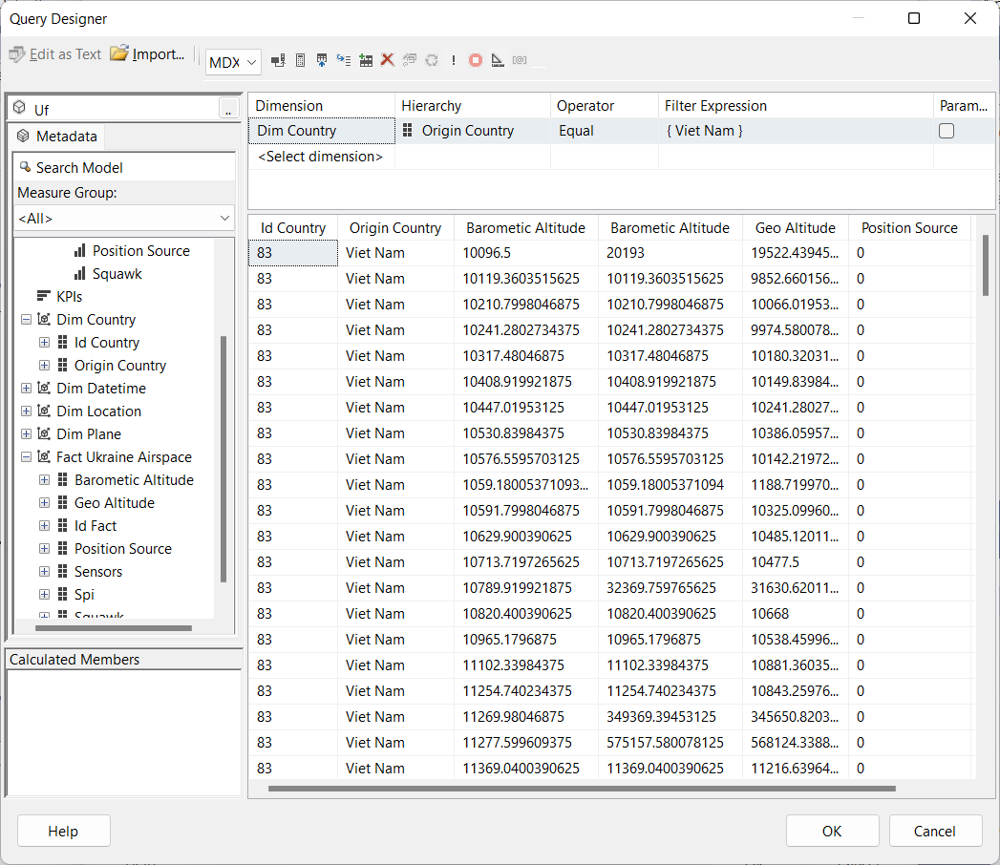 Query Designer
Edit as Text Import... MDX !
Uf ..
Metadata
Search Model
Measure Group:
<All>
Position Source
Squawk
KPIs
Dim Country
Id Country
Origin Country
Dim Datetime
Dim Location
Dim Plane
Fact Ukraine Airspace
Barometic Altitude
Geo Altitude
Id Fact
Position Source
Sensors
Spi
Squawk
Calculated Members
Dimension Hierarchy Operator Filter Expression Param...
Dim Country Origin Country Equal { Viet Nam }
<Select dimension>
Id Country Origin Country Barometic Altitude Barometic Altitude Geo Altitude Position Source
83 Viet Nam 10096.5 20193 19522.43945... 0
83 Viet Nam 10119.3603515625 10119.3603515625 9852.660156... 0
83 Viet Nam 10210.7998046875 10210.7998046875 10066.01953... 0
83 Viet Nam 10241.2802734375 10241.2802734375 9974.580078... 0
83 Viet Nam 10317.48046875 10317.48046875 10180.32031... 0
83 Viet Nam 10408.919921875 10408.919921875 10149.83984... 0
83 Viet Nam 10447.01953125 10447.01953125 10241.28027... 0
83 Viet Nam 10530.83984375 10530.83984375 10386.05957... 0
83 Viet Nam 10576.5595703125 10576.5595703125 10142.21972... 0
83 Viet Nam 1059.18005371093... 1059.18005371094 1188.719970... 0
83 Viet Nam 10591.7998046875 10591.7998046875 10325.09960... 0
83 Viet Nam 10629.900390625 10629.900390625 10485.12011... 0
83 Viet Nam 10713.7197265625 10713.7197265625 10477.5 0
83 Viet Nam 10789.919921875 32369.759765625 31630.62011... 0
83 Viet Nam 10820.400390625 10820.400390625 10668 0
83 Viet Nam 10965.1796875 10965.1796875 10538.45996... 0
83 Viet Nam 11102.33984375 11102.33984375 10881.36035... 0
83 Viet Nam 11254.740234375 11254.740234375 10843.25976... 0
83 Viet Nam 11269.98046875 349369.39453125 345650.8203... 0
83 Viet Nam 11277.599609375 575157.580078125 568124.3388... 0
83 Viet Nam 11369.0400390625 11369.0400390625 11216.63964... 0
Help OK Cancel